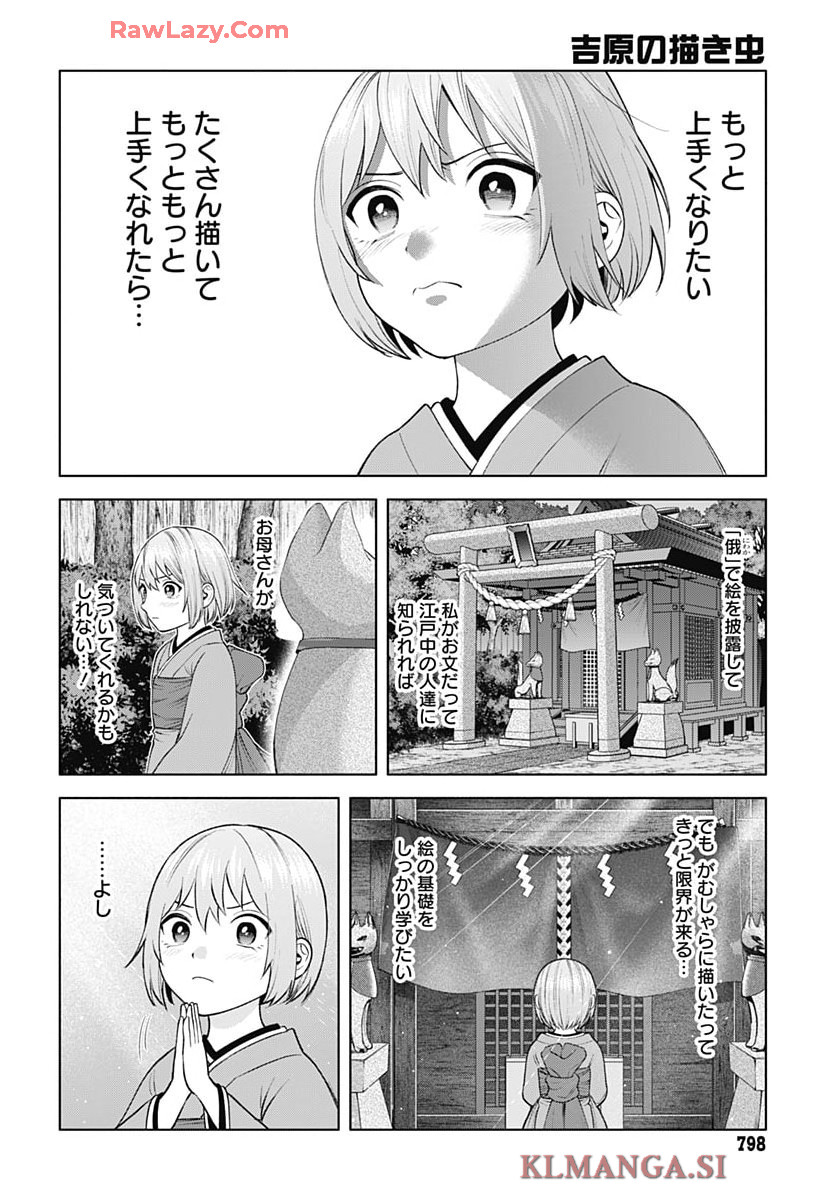 RawLazy.Com
吉原の描き虫
もっと
上手くなりたい
たくさん描いて
もっともっと
上手くなれたら…
「俄」で絵を披露して
にわか
私がお文だって
江戸中の人達に
知られれば
お母さんが
気づいてくれるかも
しれない…！
でも がむしゃらに描いたって
きっと限界が来る…
絵の基礎を
しっかり学びたい
……よし
798
KLMANGA.SI